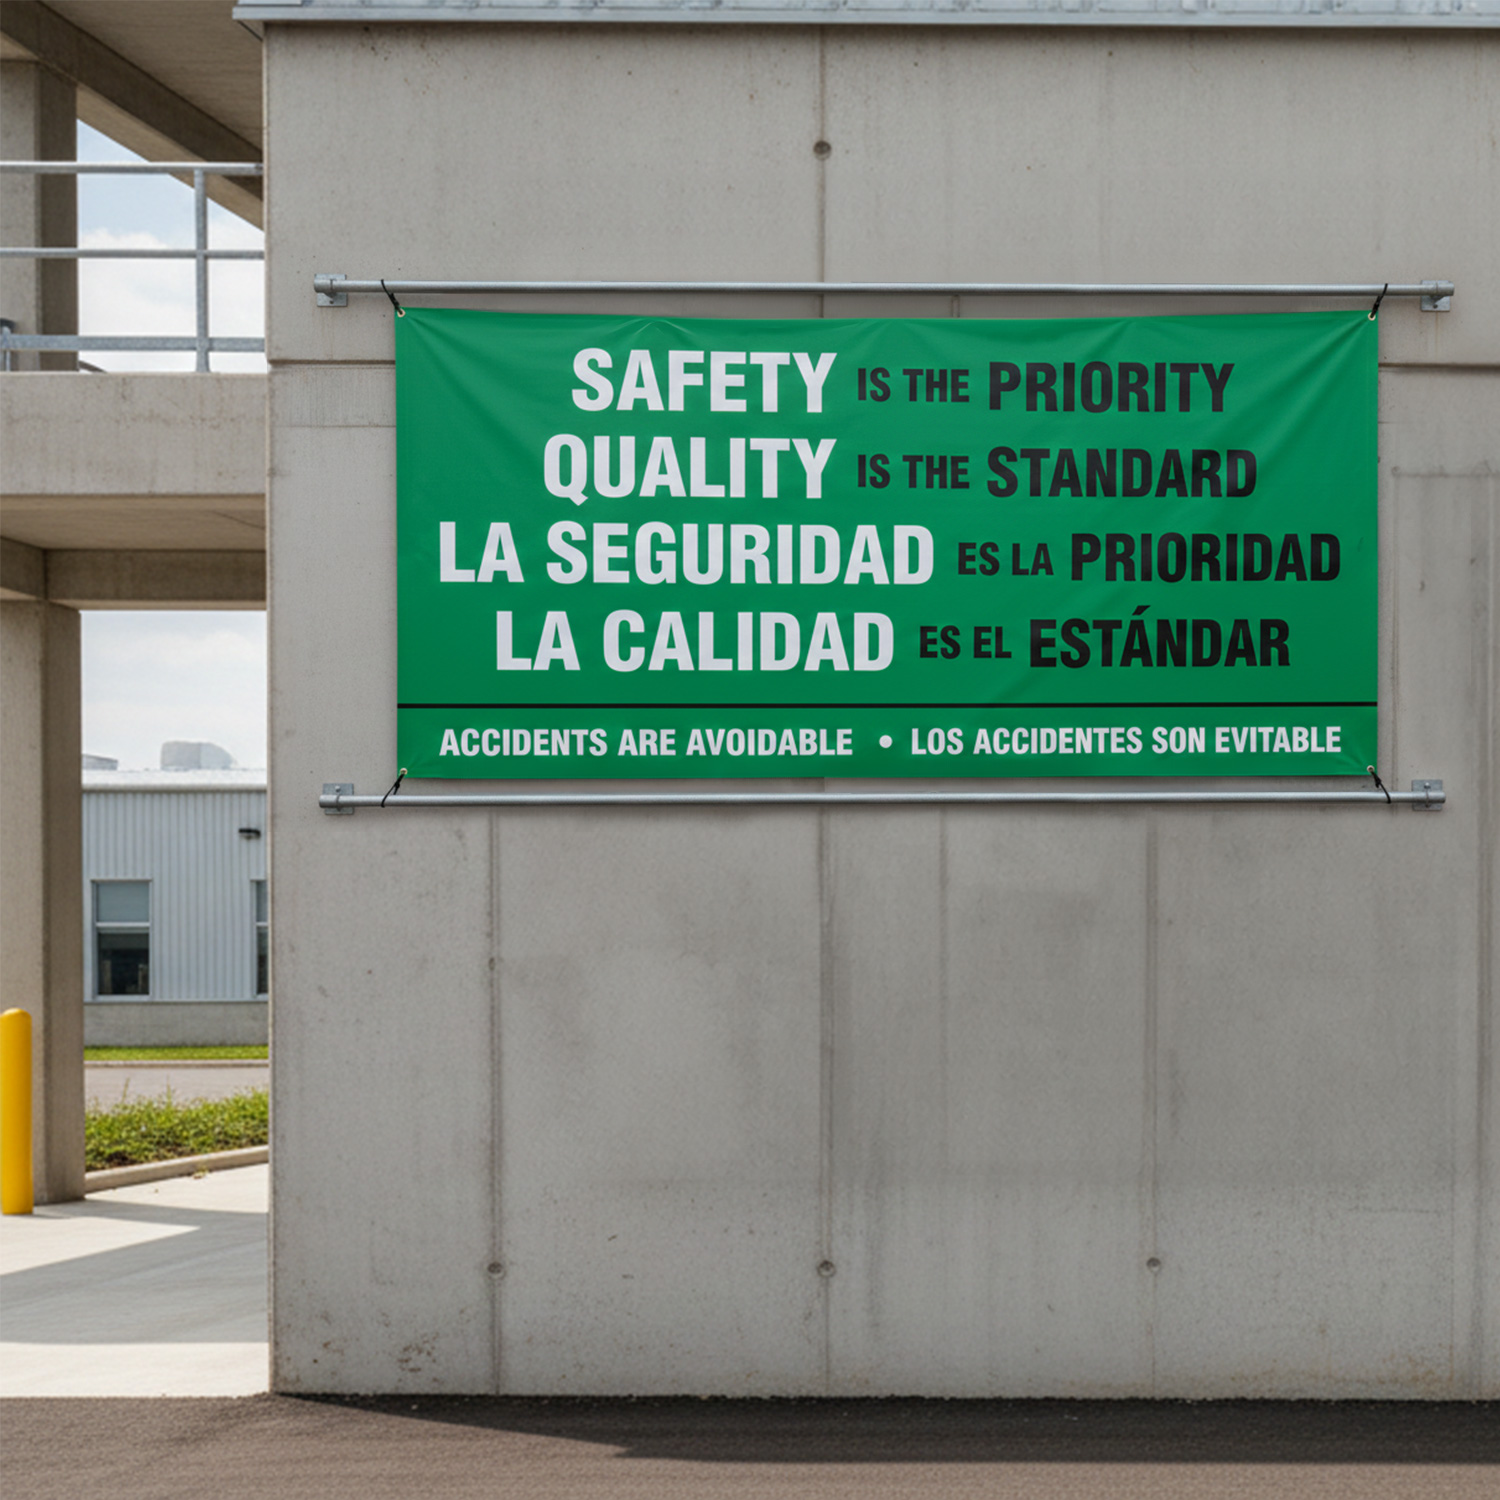 SAFETY IS THE PRIORITY
QUALITY IS THE STANDARD
LA SEGURIDAD ES LA PRIORIDAD
LA CALIDAD ES EL ESTÁNDAR
ACCIDENTS ARE AVOIDABLE • LOS ACCIDENTES SON EVITABLE